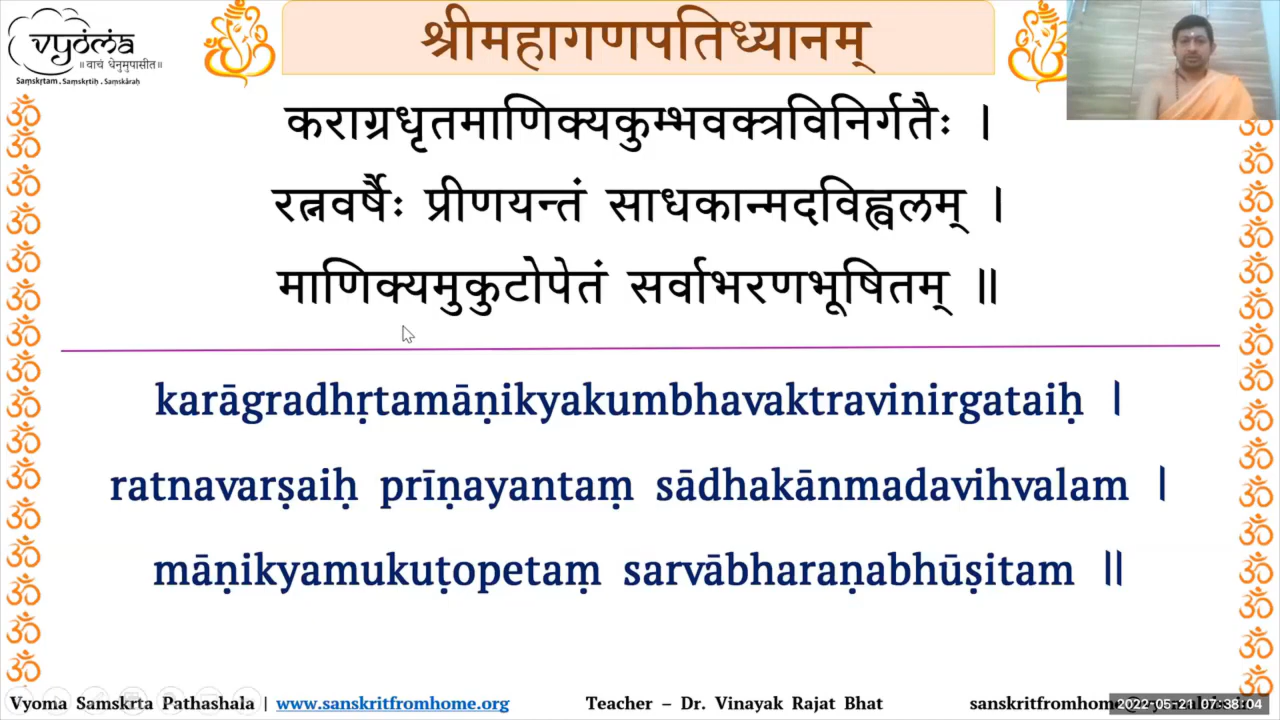 vyoma
॥ वाचं धेनुमुपासीत॥
Saṃskṛtam . Saṃskṛtiḥ . Saṃskārāḥ
श्रीमहागणपतिध्यानम्
कराग्रधृतमाणिक्यकुम्भवक्त्रविनिर्गतैः ।
रत्नवर्षैः प्रीणयन्तं साधकान्मदविह्वलम् ।
माणिक्यमुकुटोपेतं सर्वाभरणभूषितम् ॥
karāgradhṛtamāṇikyakumbhavaktravinirgataiḥ |
ratnavarṣaiḥ prīṇayantaṃ sādhakānmadavihvalam |
māṇikyamukuṭopetaṃ sarvābharaṇabhūṣitam ||
Vyoma Samskrta Pathashala | www.sanskritfromhome.org Teacher – Dr. Vinayak Rajat Bhat sanskritfromhome
2022-05-21 07:38:04